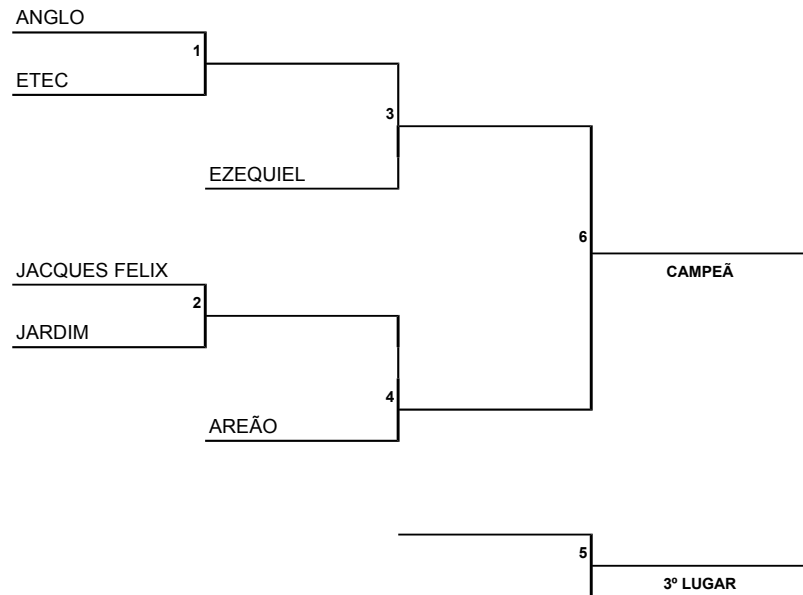 ANGLO
1
ETEC
3
EZEQUIEL
6
CAMPEÃ
JACQUES FELIX
2
JARDIM
4
AREÃO
5
3º LUGAR